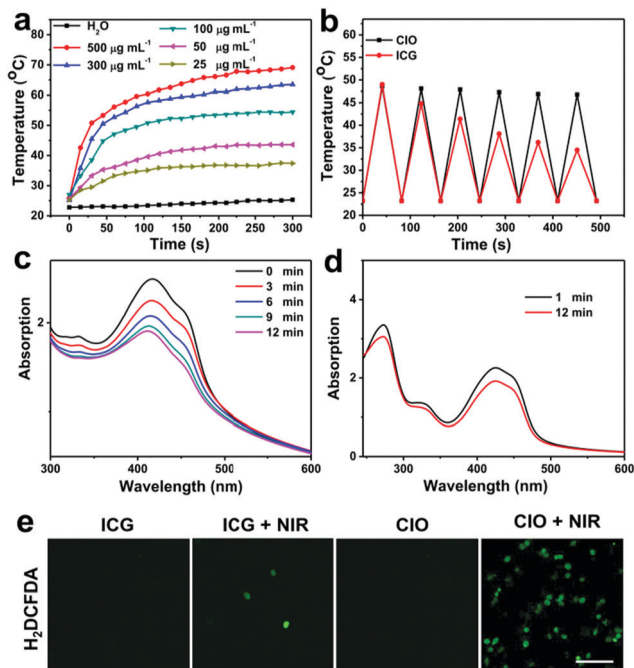 a
H₂O
500 µg mL⁻¹
300 µg mL⁻¹
100 µg mL⁻¹
50 µg mL⁻¹
25 µg mL⁻¹
Temperature (°C)
80
70
60
50
40
30
20
0 50 100 150 200 250 300
Time (s)
b
CIO
ICG
Temperature (°C)
60
55
50
45
40
35
30
25
20
0 100 200 300 400 500
Time (s)
c
0 min
3 min
6 min
9 min
12 min
Absorption
2
300 400 500 600
Wavelength (nm)
d
1 min
12 min
Absorption
4
2
0
300 400 500 600
Wavelength (nm)
e
ICG ICG + NIR CIO CIO + NIR
H₂DCFDA